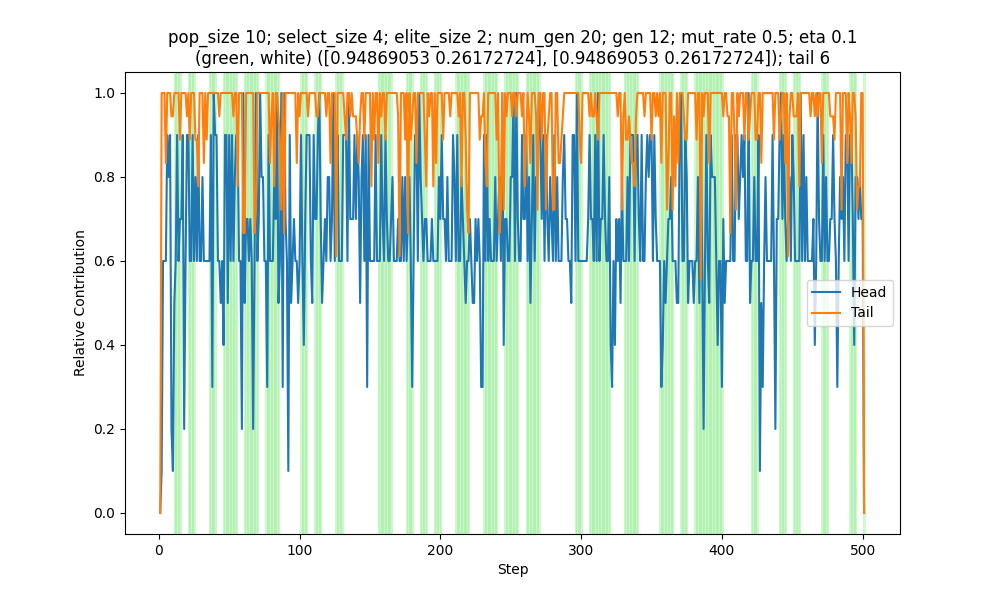 pop_size 10; select_size 4; elite_size 2; num_gen 20; gen 12; mut_rate 0.5; eta 0.1
(green, white) ([0.94869053 0.26172724], [0.94869053 0.26172724]); tail 6
1.0
0.8
0.6
0.4
0.2
0.0
Relative Contribution
Head
Tail
0
100
200
300
400
500
Step